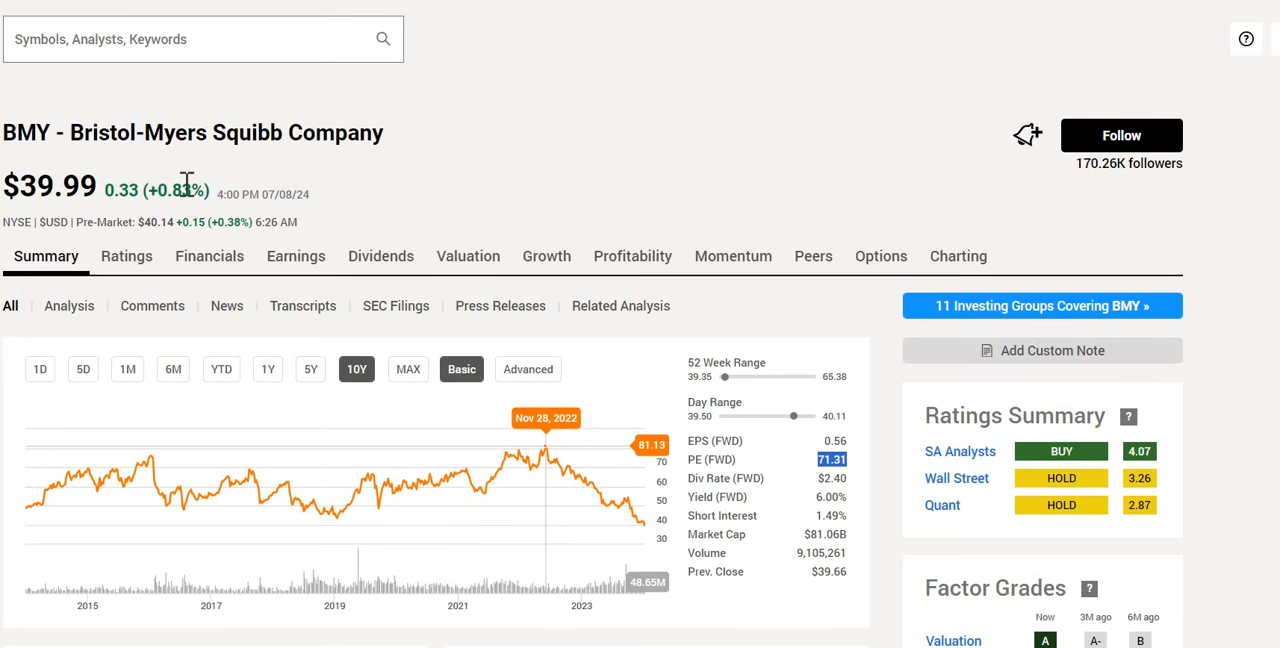 Symbols, Analysts, Keywords
BMY - Bristol-Myers Squibb Company
Follow
170.26K followers
$39.99 0.33 (+0.83%) 4:00 PM 07/08/24
NYSE | $USD | Pre-Market: $40.14 +0.15 (+0.38%) 6:26 AM
Summary Ratings Financials Earnings Dividends Valuation Growth Profitability Momentum Peers Options Charting
All | Analysis | Comments | News | Transcripts | SEC Filings | Press Releases | Related Analysis
11 Investing Groups Covering BMY »
Add Custom Note
1D 5D 1M 6M YTD 1Y 5Y 10Y MAX Basic Advanced
Nov 28, 2022
81.13
70
60
50
40
30
48.65M
2015 2017 2019 2021 2023
52 Week Range
39.35 65.38
Day Range
39.50 40.11
EPS (FWD) 0.56
PE (FWD) 71.31
Div Rate (FWD) $2.40
Yield (FWD) 6.00%
Short Interest 1.49%
Market Cap $81.06B
Volume 9,105,261
Prev. Close $39.66
Ratings Summary ?
SA Analysts BUY 4.07
Wall Street HOLD 3.26
Quant HOLD 2.87
Factor Grades ?
Now 3M ago 6M ago
Valuation A A- B